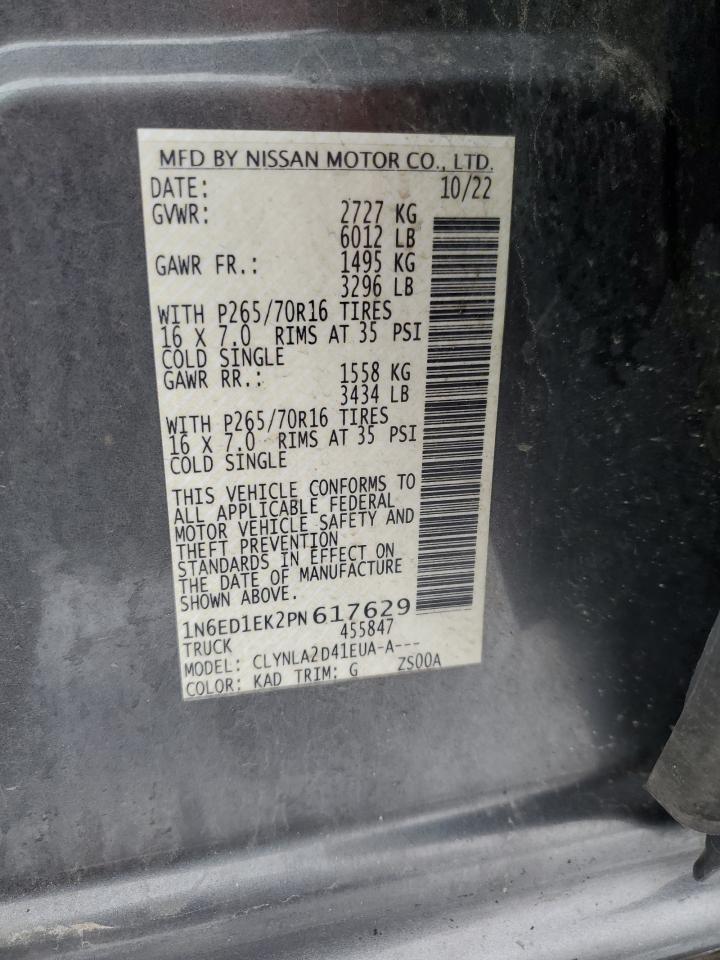 MFD BY NISSAN MOTOR CO., LTD.
DATE: 10/22
GVWR: 2727 KG
6012 LB
GAWR FR.: 1495 KG
3296 LB
WITH P265/70R16 TIRES
16 X 7.0 RIMS AT 35 PSI
COLD SINGLE
GAWR RR.: 1558 KG
3434 LB
WITH P265/70R16 TIRES
16 X 7.0 RIMS AT 35 PSI
COLD SINGLE
THIS VEHICLE CONFORMS TO
ALL APPLICABLE FEDERAL
MOTOR VEHICLE SAFETY AND
THEFT PREVENTION
STANDARDS IN EFFECT ON
THE DATE OF MANUFACTURE
SHOWN ABOVE.
1N6ED1EK2PN617629
TRUCK 455847
MODEL: CLYNLA2D41EUA-A---
COLOR: KAD TRIM: G ZS00A